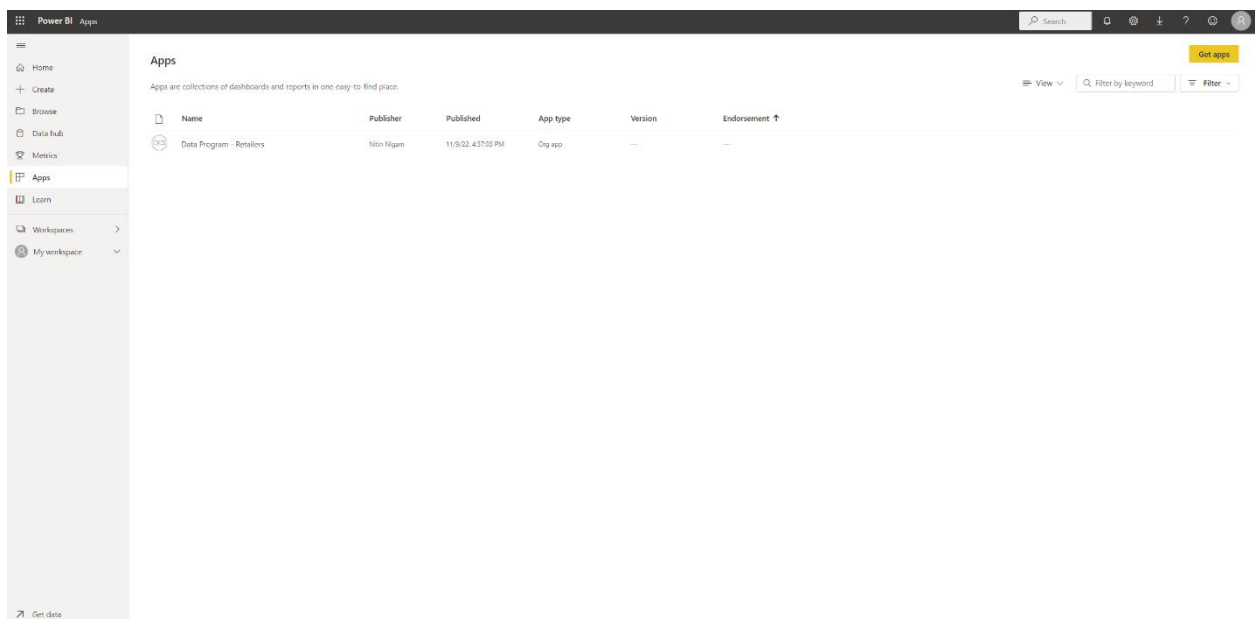 Power BI Apps
Search
Home
Create
Browse
Data hub
Metrics
Apps
Learn
Workspaces
My workspace
Get data
Apps
Get apps
Apps are collections of dashboards and reports in one easy-to-find place.
View
Filter by keyword
Filter
Name Publisher Published App type Version Endorsement
Data Program - Retailers Nitin Nigam 11/9/22, 4:37:03 PM Org app — —